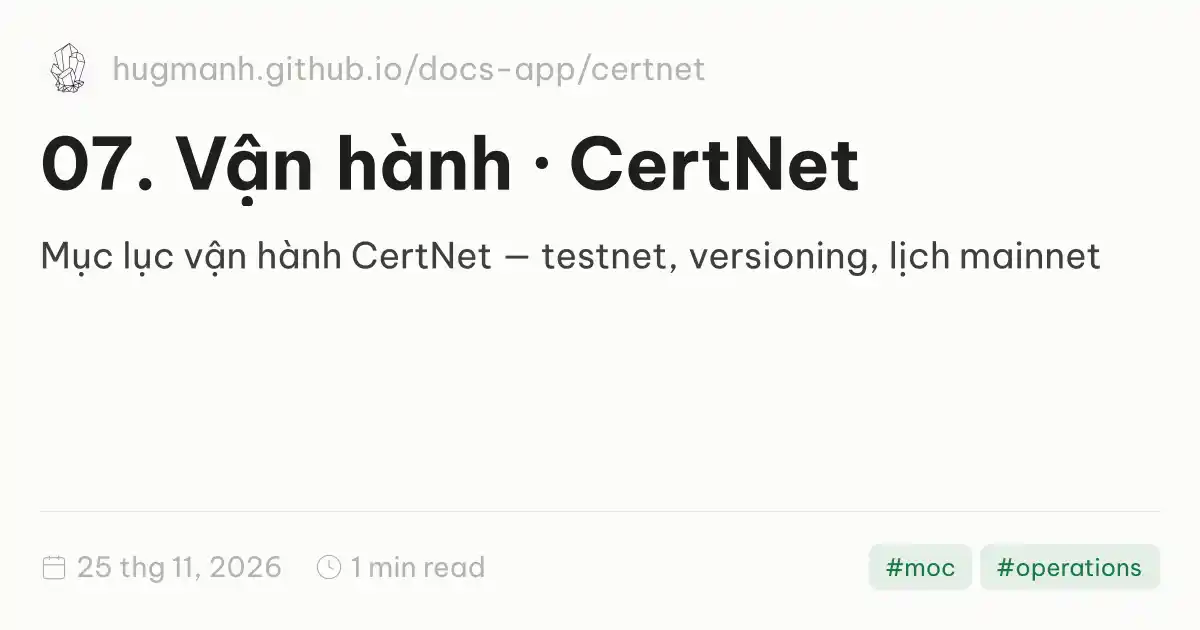 hugmanh.github.io/docs-app/certnet
07. Vận hành · CertNet
Mục lục vận hành CertNet — testnet, versioning, lịch mainnet
25 thg 11, 2026 1 min read #moc #operations